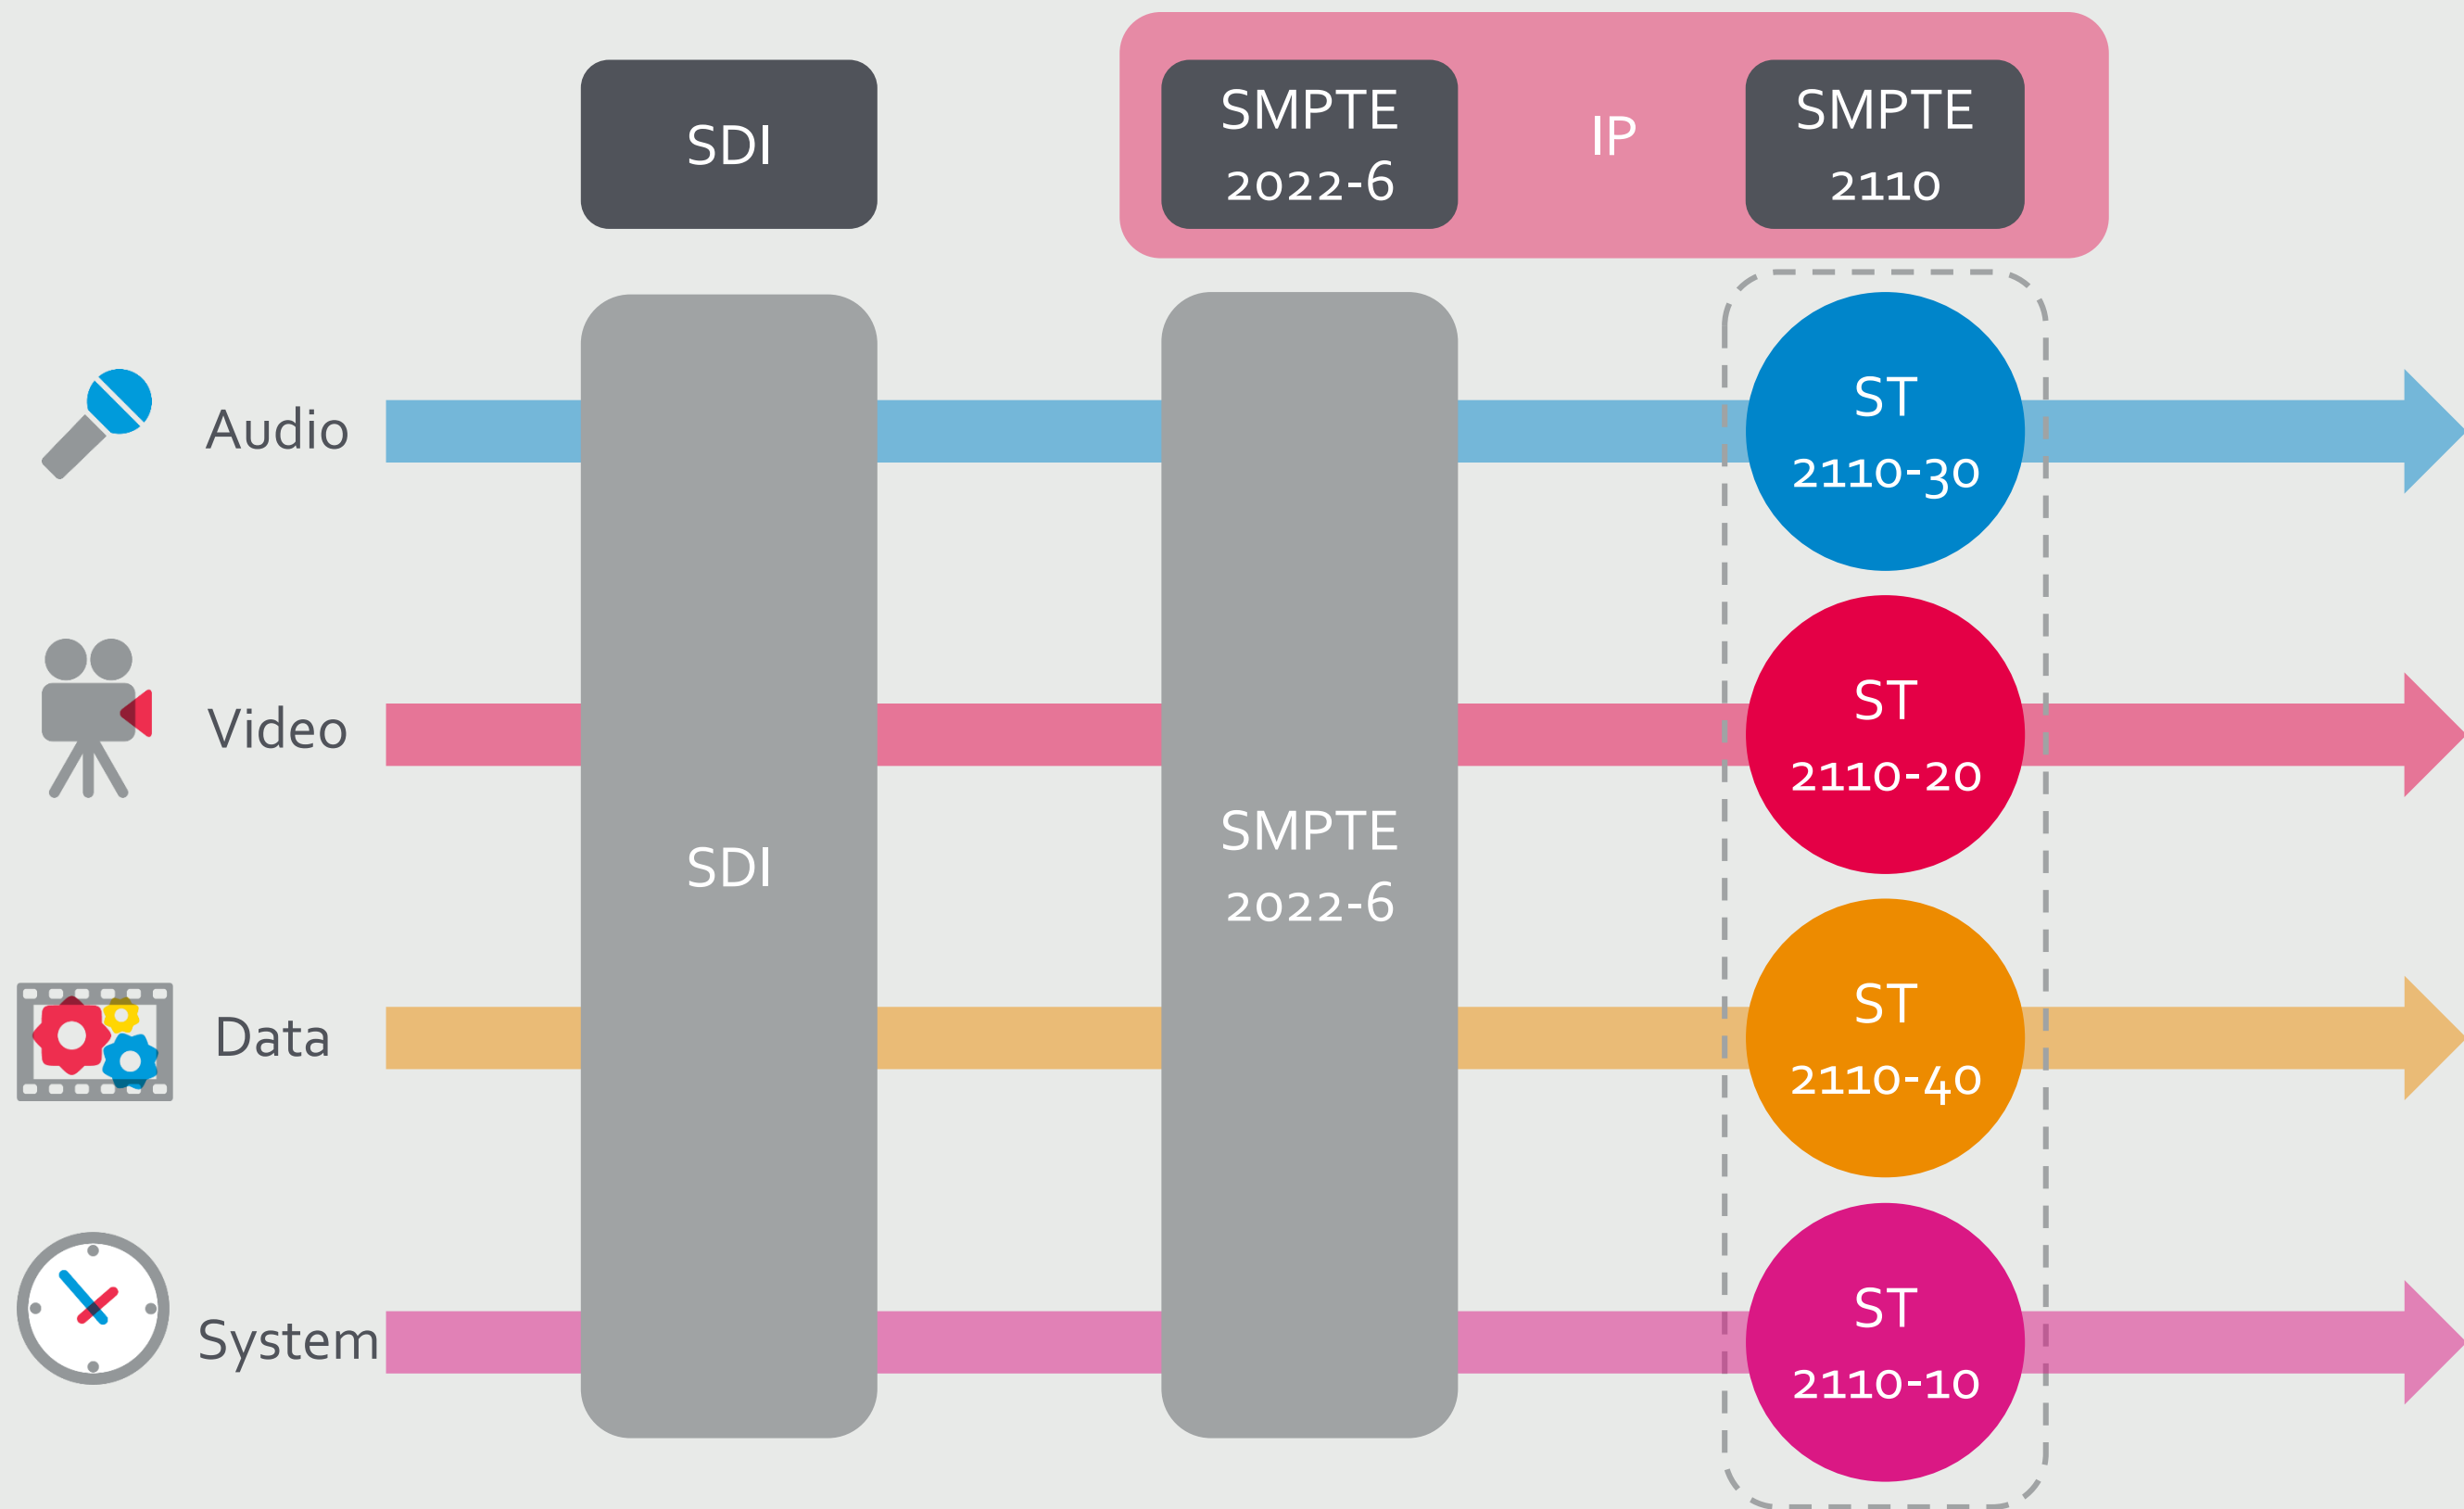 SDI
SMPTE
2022-6
IP
SMPTE
2110
Audio
ST
2110-30
Video
ST
2110-20
SDI
SMPTE
2022-6
Data
ST
2110-40
System
ST
2110-10